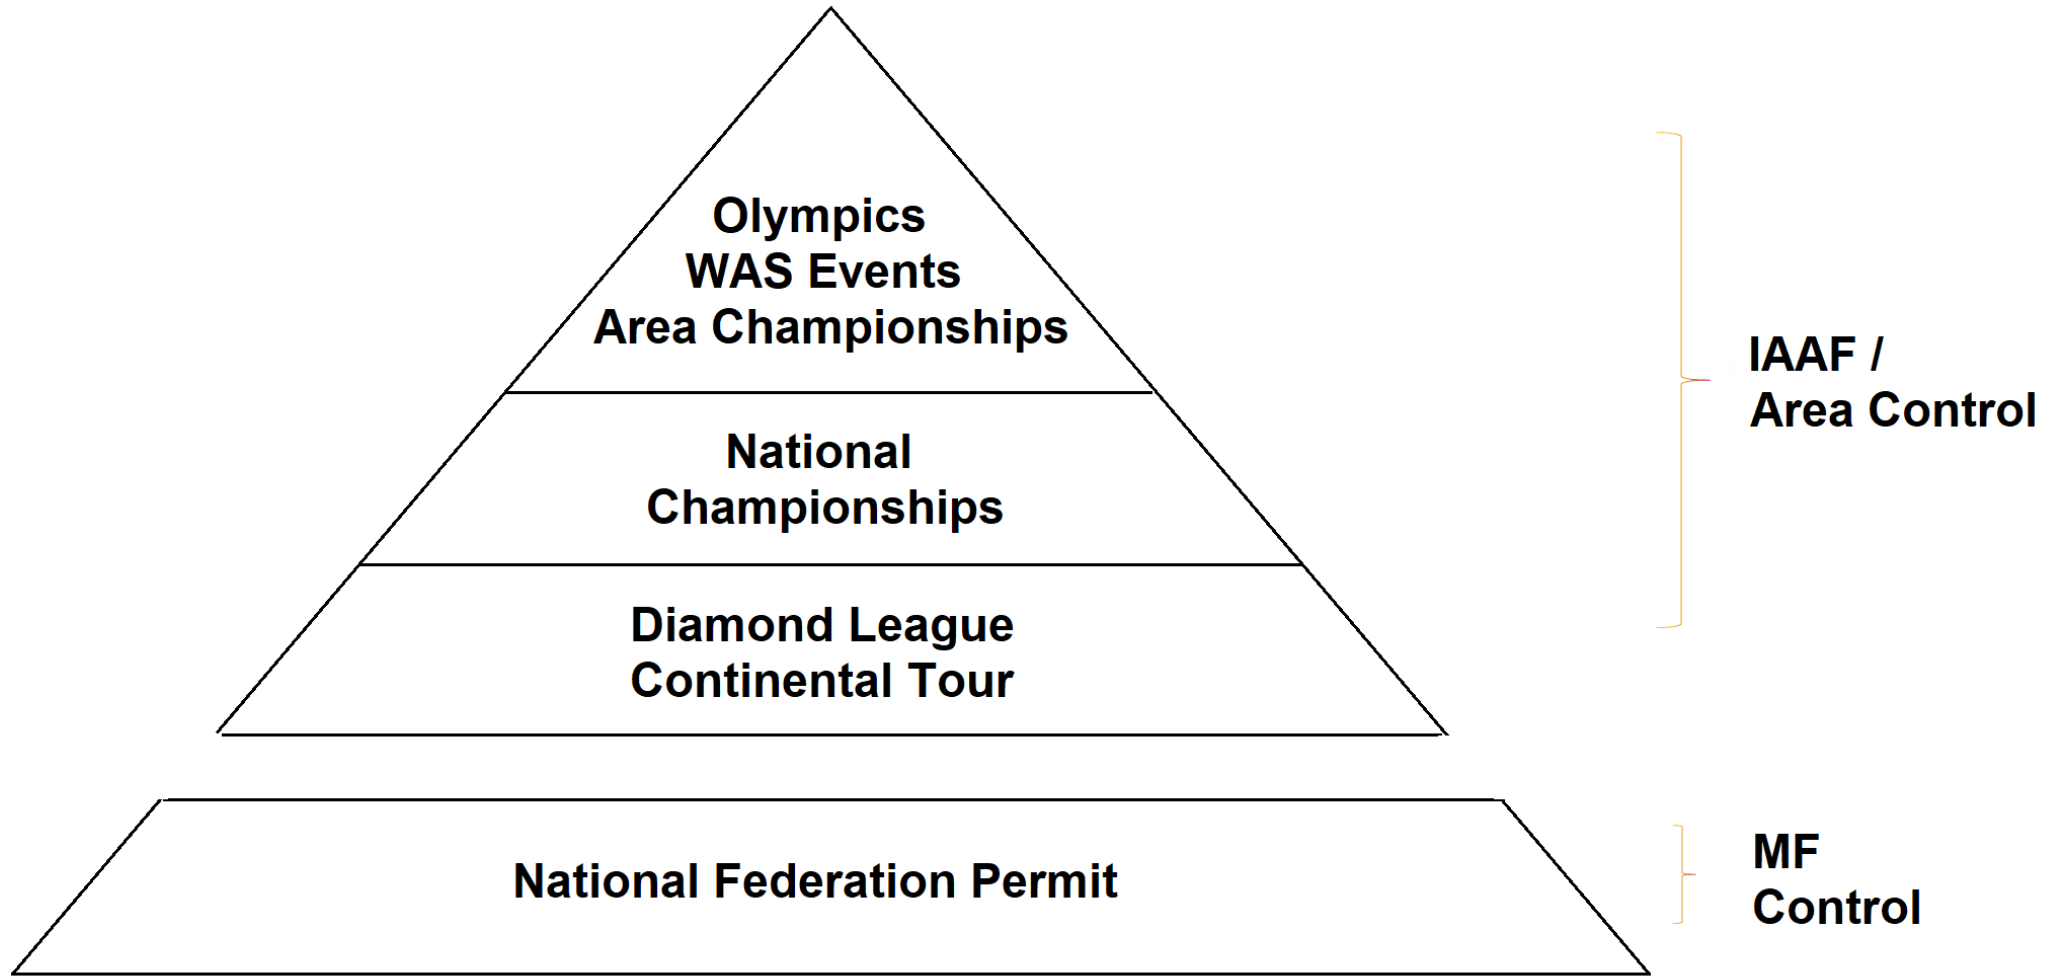 Olympics
WAS Events
Area Championships
National
Championships
Diamond League
Continental Tour
IAAF /
Area Control
National Federation Permit
MF
Control